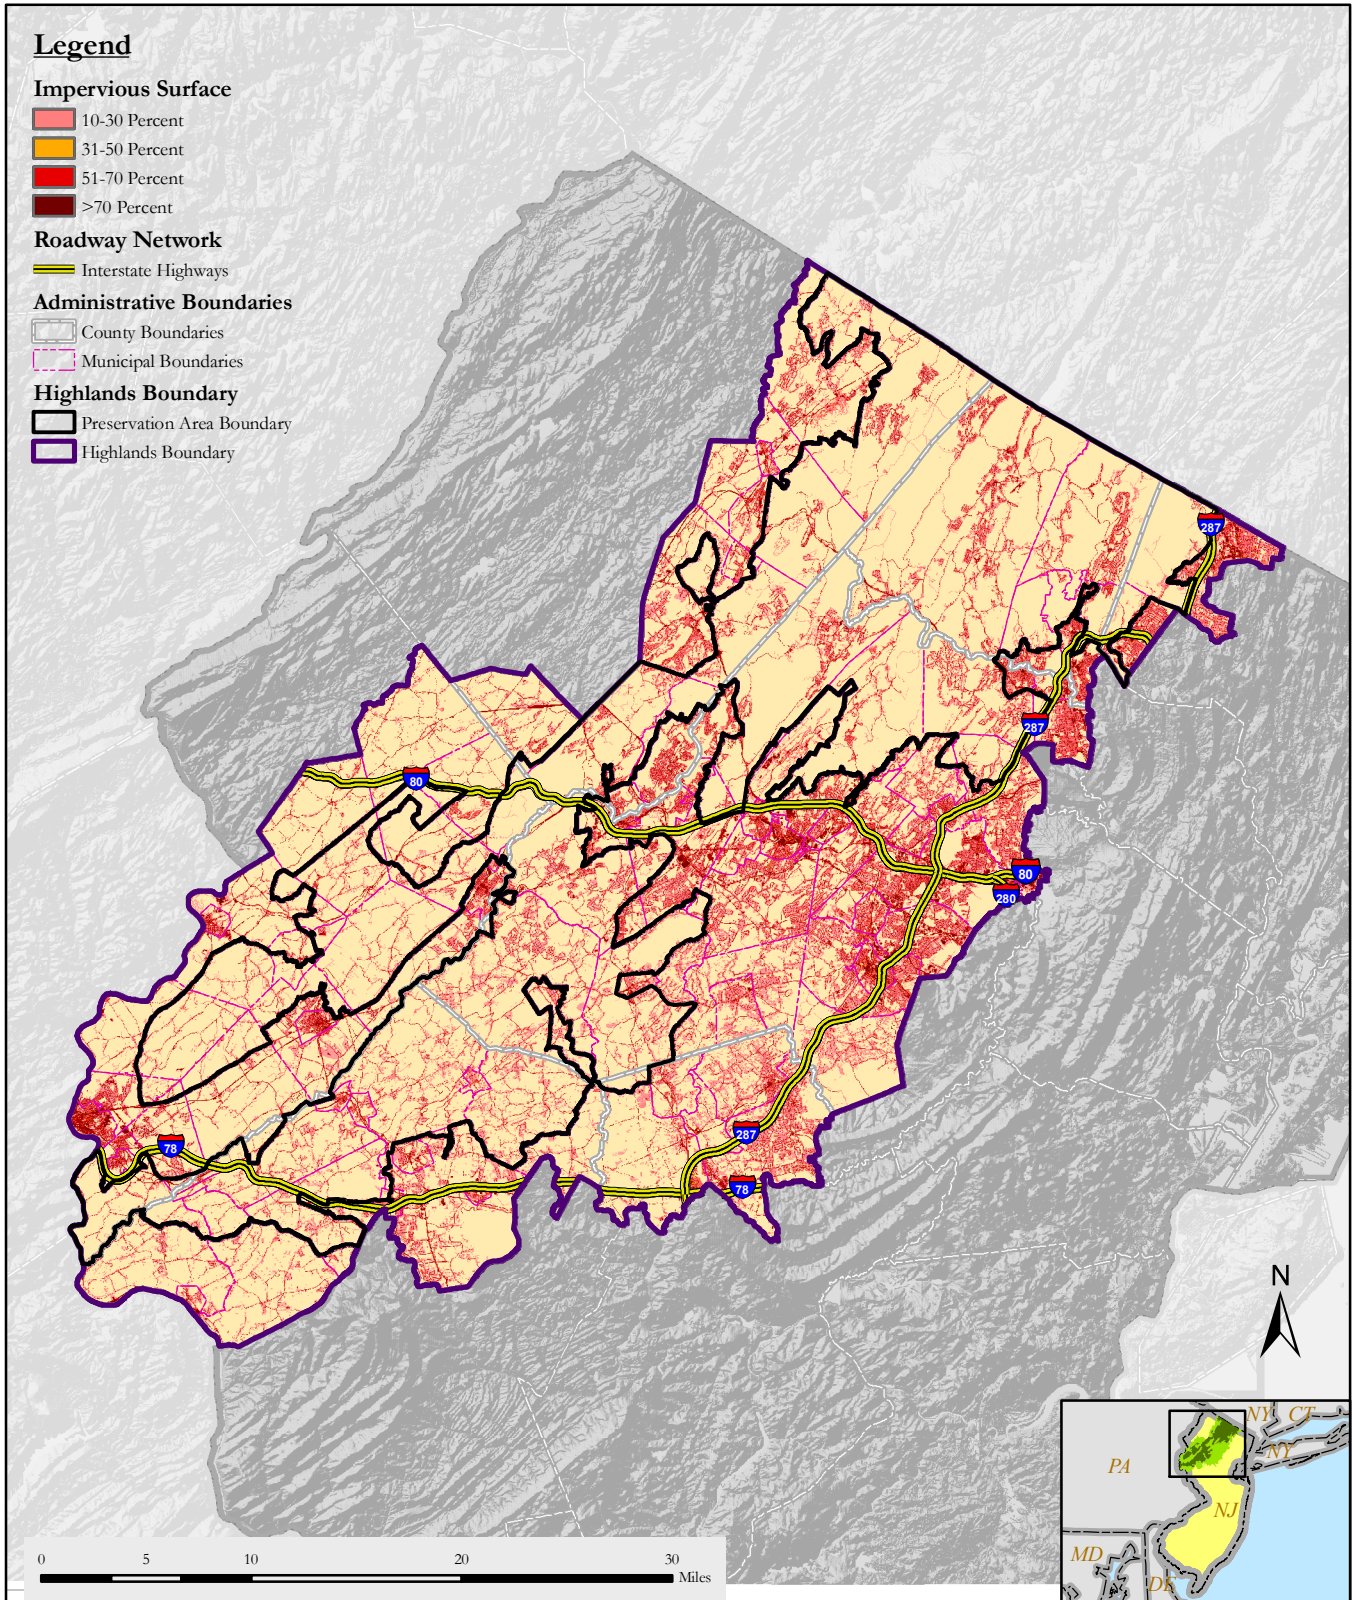 Legend
Impervious Surface
10-30 Percent
31-50 Percent
51-70 Percent
>70 Percent
Roadway Network
Interstate Highways
Administrative Boundaries
County Boundaries
Municipal Boundaries
Highlands Boundary
Preservation Area Boundary
Highlands Boundary
287
287
80
80
280
78
287
78
N
NY CT
NY
PA
NJ
MD
DE
0 5 10 20 30
Miles